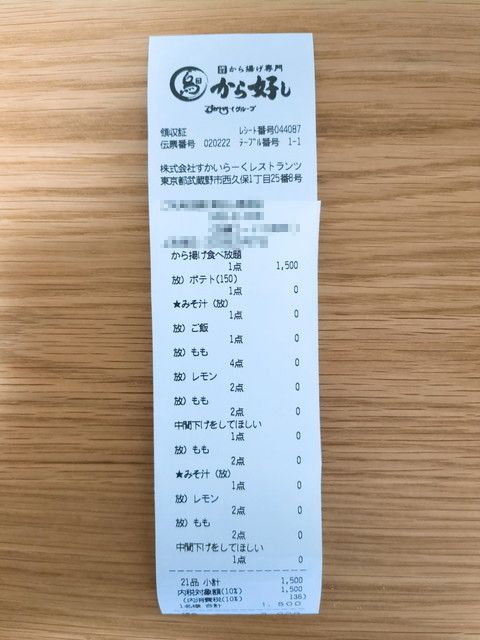 から揚げ専門
から好し
すかいらーくグループ
領収証 レシート番号044087
伝票番号 020222 テーブル番号 1-1
株式会社すかいらーくレストランツ
東京都武蔵野市西久保1丁目25番8号
から揚げ食べ放題
1点 1,500
放）ポテト(150)
1点 0
★みそ汁（放）
1点 0
放）ご飯
1点 0
放）もも
4点 0
放）レモン
2点 0
放）もも
2点 0
中間下げをしてほしい
1点 0
放）もも
2点 0
★みそ汁（放）
1点 0
放）レモン
2点 0
放）もも
2点 0
中間下げをしてほしい
1点 0
21品 小計 1,500
内税対象額(10%) 1,500
(内消費税(10%) 136)
合計 1,500